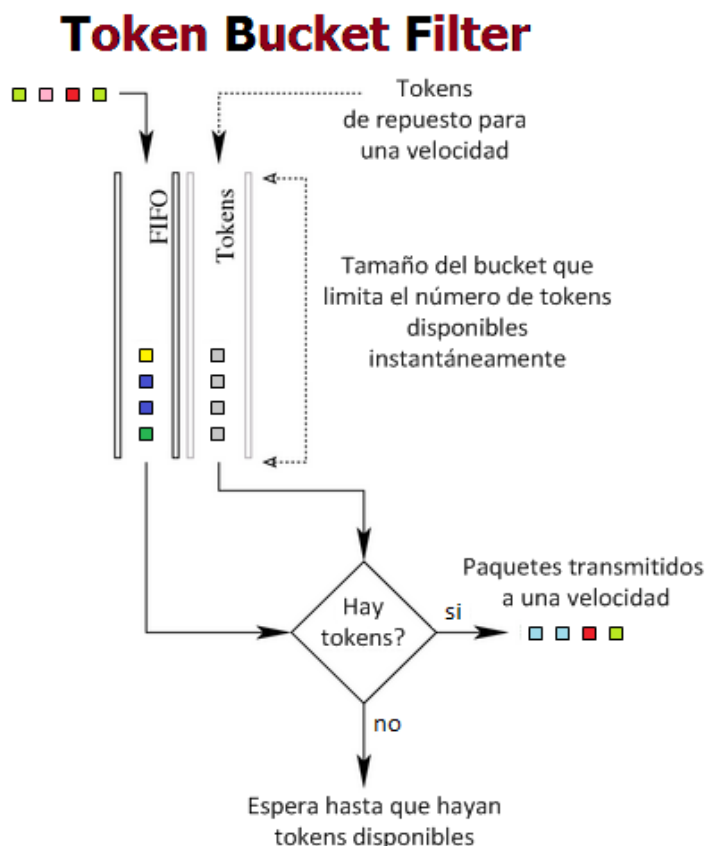 Token Bucket Filter
Tokens
de repuesto para
una velocidad
FIFO
Tokens
Tamaño del bucket que
limita el número de tokens
disponibles
instantáneamente
Hay
tokens?
si
Paquetes transmitidos
a una velocidad
no
Espera hasta que hayan
tokens disponibles